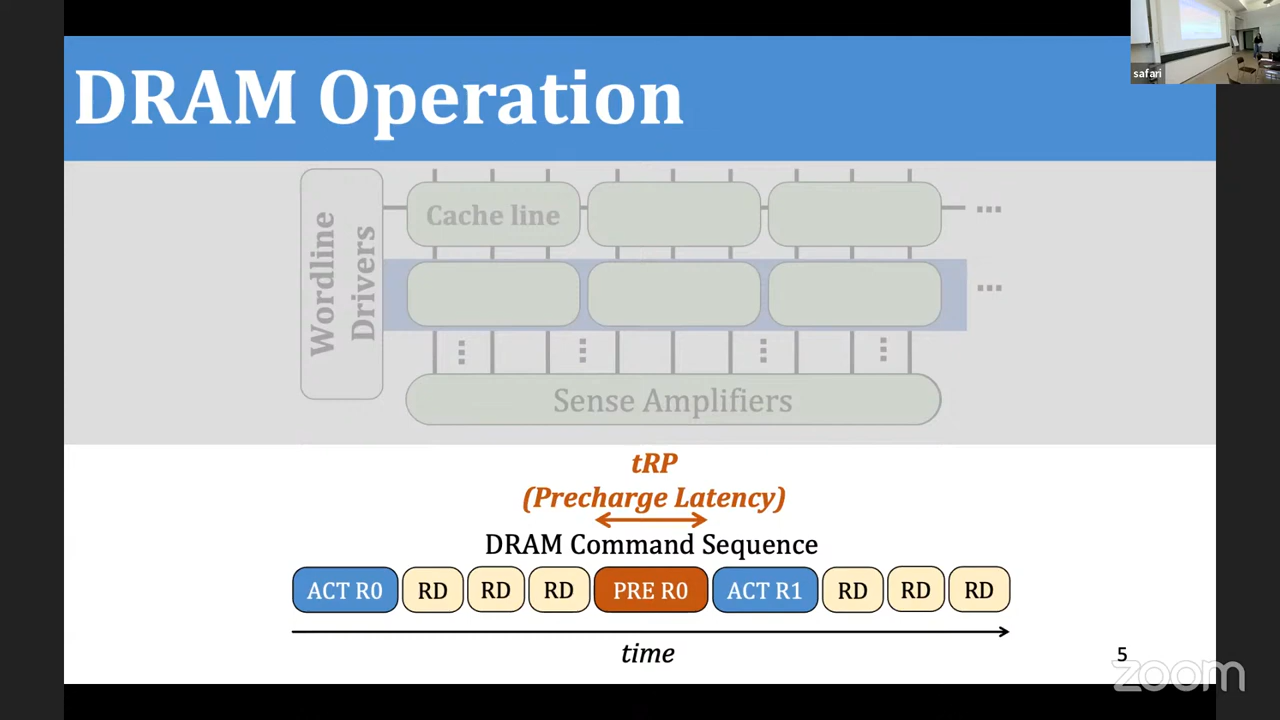 safari
DRAM Operation
Wordline
Drivers
Cache line
...
...
Sense Amplifiers
tRP
(Precharge Latency)
DRAM Command Sequence
ACT R0 RD RD RD PRE R0 ACT R1 RD RD RD
time
5
zoom